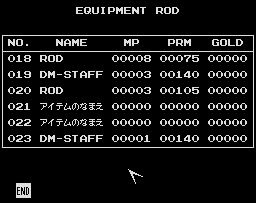 EQUIPMENT ROD
NO. NAME MP PRM GOLD
018 ROD 00008 00075 00000
019 DM-STAFF 00003 00140 00000
020 ROD 00003 00105 00000
021 アイテムのなまえ 00000 00000 00000
022 アイテムのなまえ 00000 00000 00000
023 DM-STAFF 00001 00140 00000
END